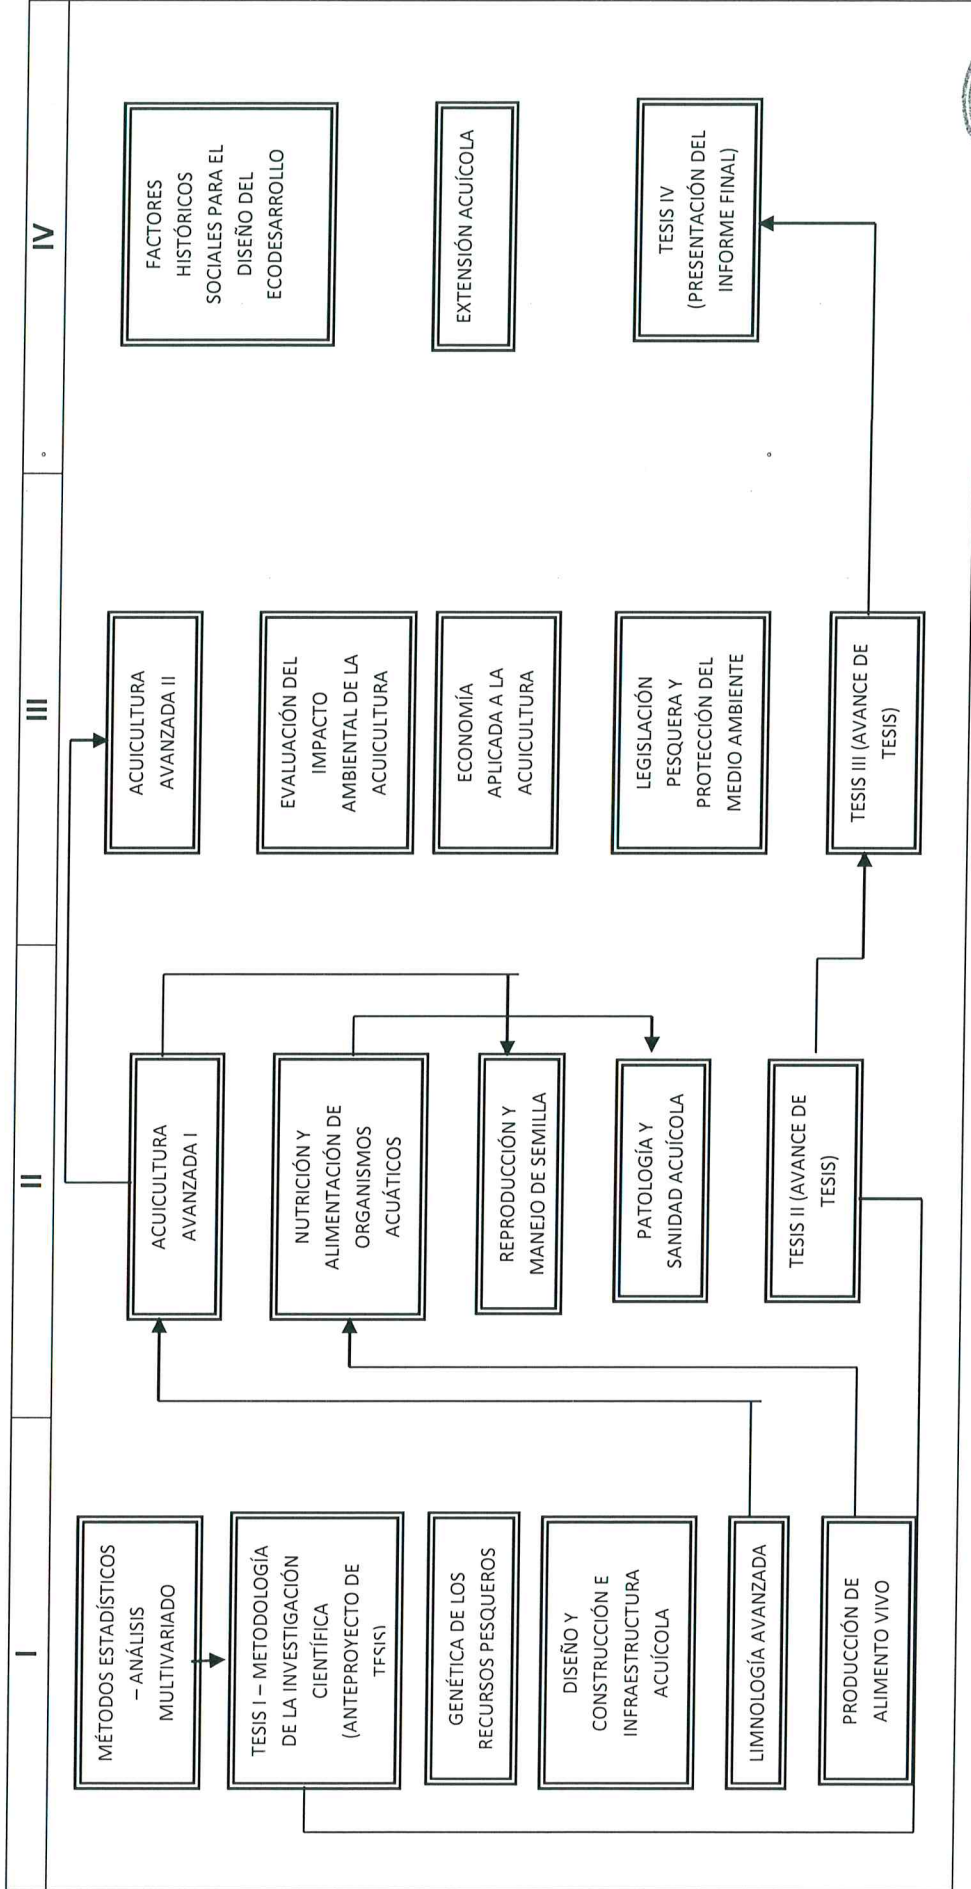 I
II
III
IV
MÉTODOS ESTADÍSTICOS
– ANÁLISIS
MULTIVARIADO
TESIS I – METODOLOGÍA
DE LA INVESTIGACIÓN
CIENTÍFICA
(ANTEPROYECTO DE
TESIS)
GENÉTICA DE LOS
RECURSOS PESQUEROS
DISEÑO Y
CONSTRUCCIÓN E
INFRAESTRUCTURA
ACUÍCOLA
LIMNOLOGÍA AVANZADA
PRODUCCIÓN DE
ALIMENTO VIVO
ACUICULTURA
AVANZADA I
NUTRICIÓN Y
ALIMENTACIÓN DE
ORGANISMOS
ACUÁTICOS
REPRODUCCIÓN Y
MANEJO DE SEMILLA
PATOLOGÍA Y
SANIDAD ACUÍCOLA
TESIS II (AVANCE DE
TESIS)
ACUICULTURA
AVANZADA II
EVALUACIÓN DEL
IMPACTO
AMBIENTAL DE LA
ACUICULTURA
ECONOMÍA
APLICADA A LA
ACUICULTURA
LEGISLACIÓN
PESQUERA Y
PROTECCIÓN DEL
MEDIO AMBIENTE
TESIS III (AVANCE DE
TESIS)
FACTORES
HISTÓRICOS
SOCIALES PARA EL
DISEÑO DEL
ECODESARROLLO
EXTENSIÓN ACUÍCOLA
TESIS IV
(PRESENTACIÓN DEL
INFORME FINAL)